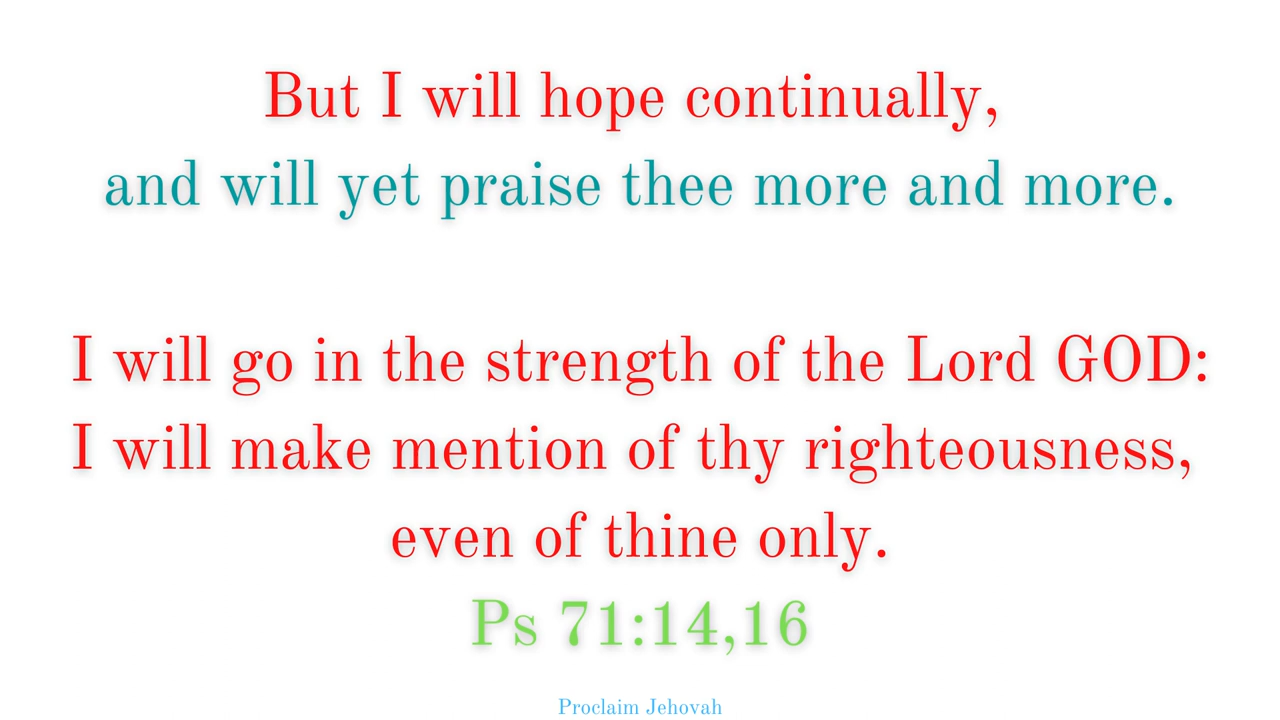 But I will hope continually,
and will yet praise thee more and more.
I will go in the strength of the Lord GOD:
I will make mention of thy righteousness,
even of thine only.
Ps 71:14,16
Proclaim Jehovah